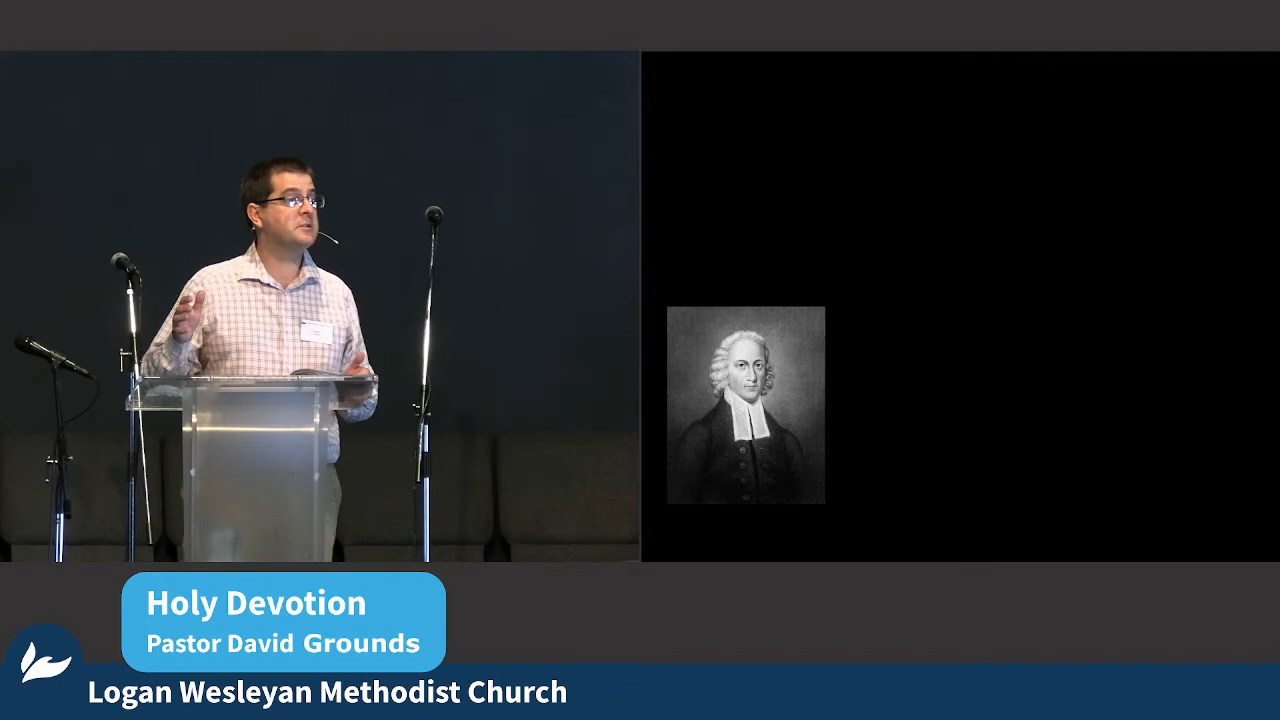 Holy Devotion
Pastor David Grounds
Logan Wesleyan Methodist Church